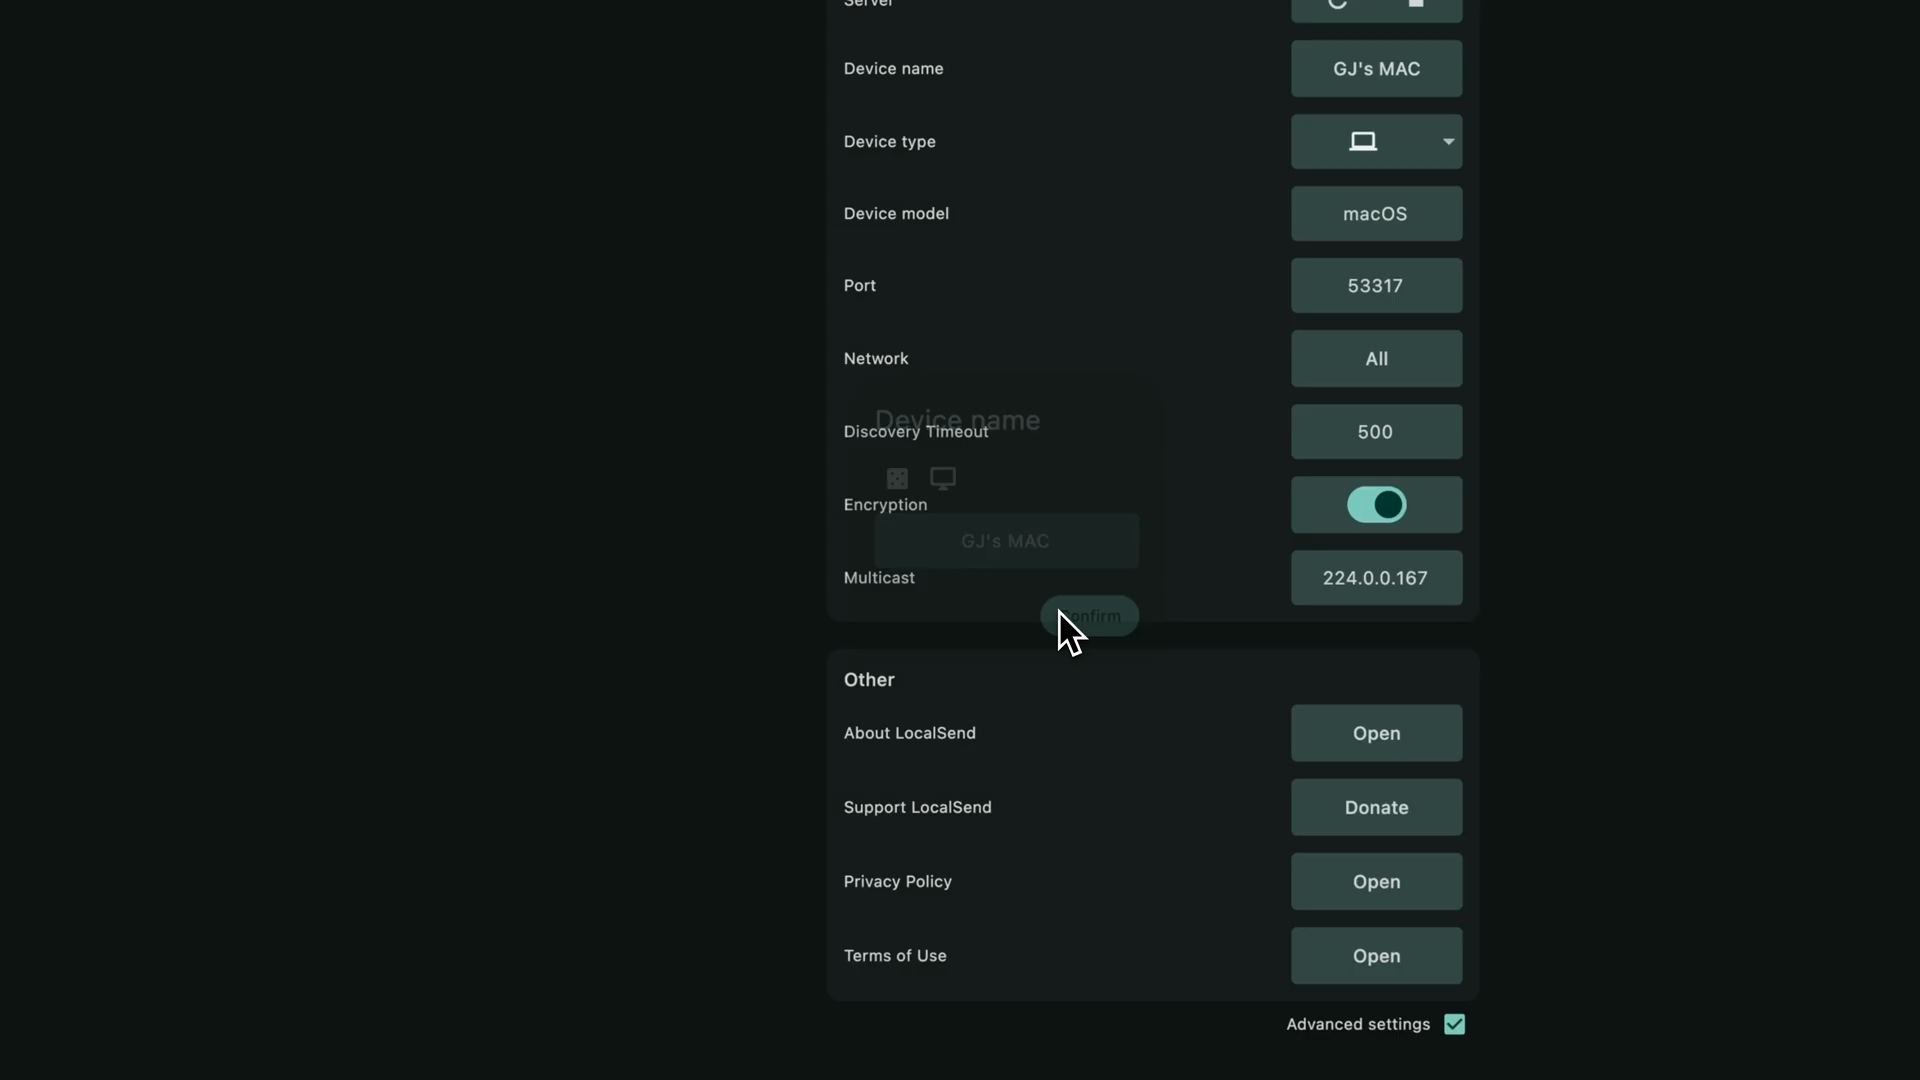 Server
Device name GJ's MAC
Device type
Device model macOS
Port 53317
Network All
Device name
Discovery Timeout 500
Encryption
GJ's MAC
Multicast 224.0.0.167
Confirm
Other
About LocalSend Open
Support LocalSend Donate
Privacy Policy Open
Terms of Use Open
Advanced settings